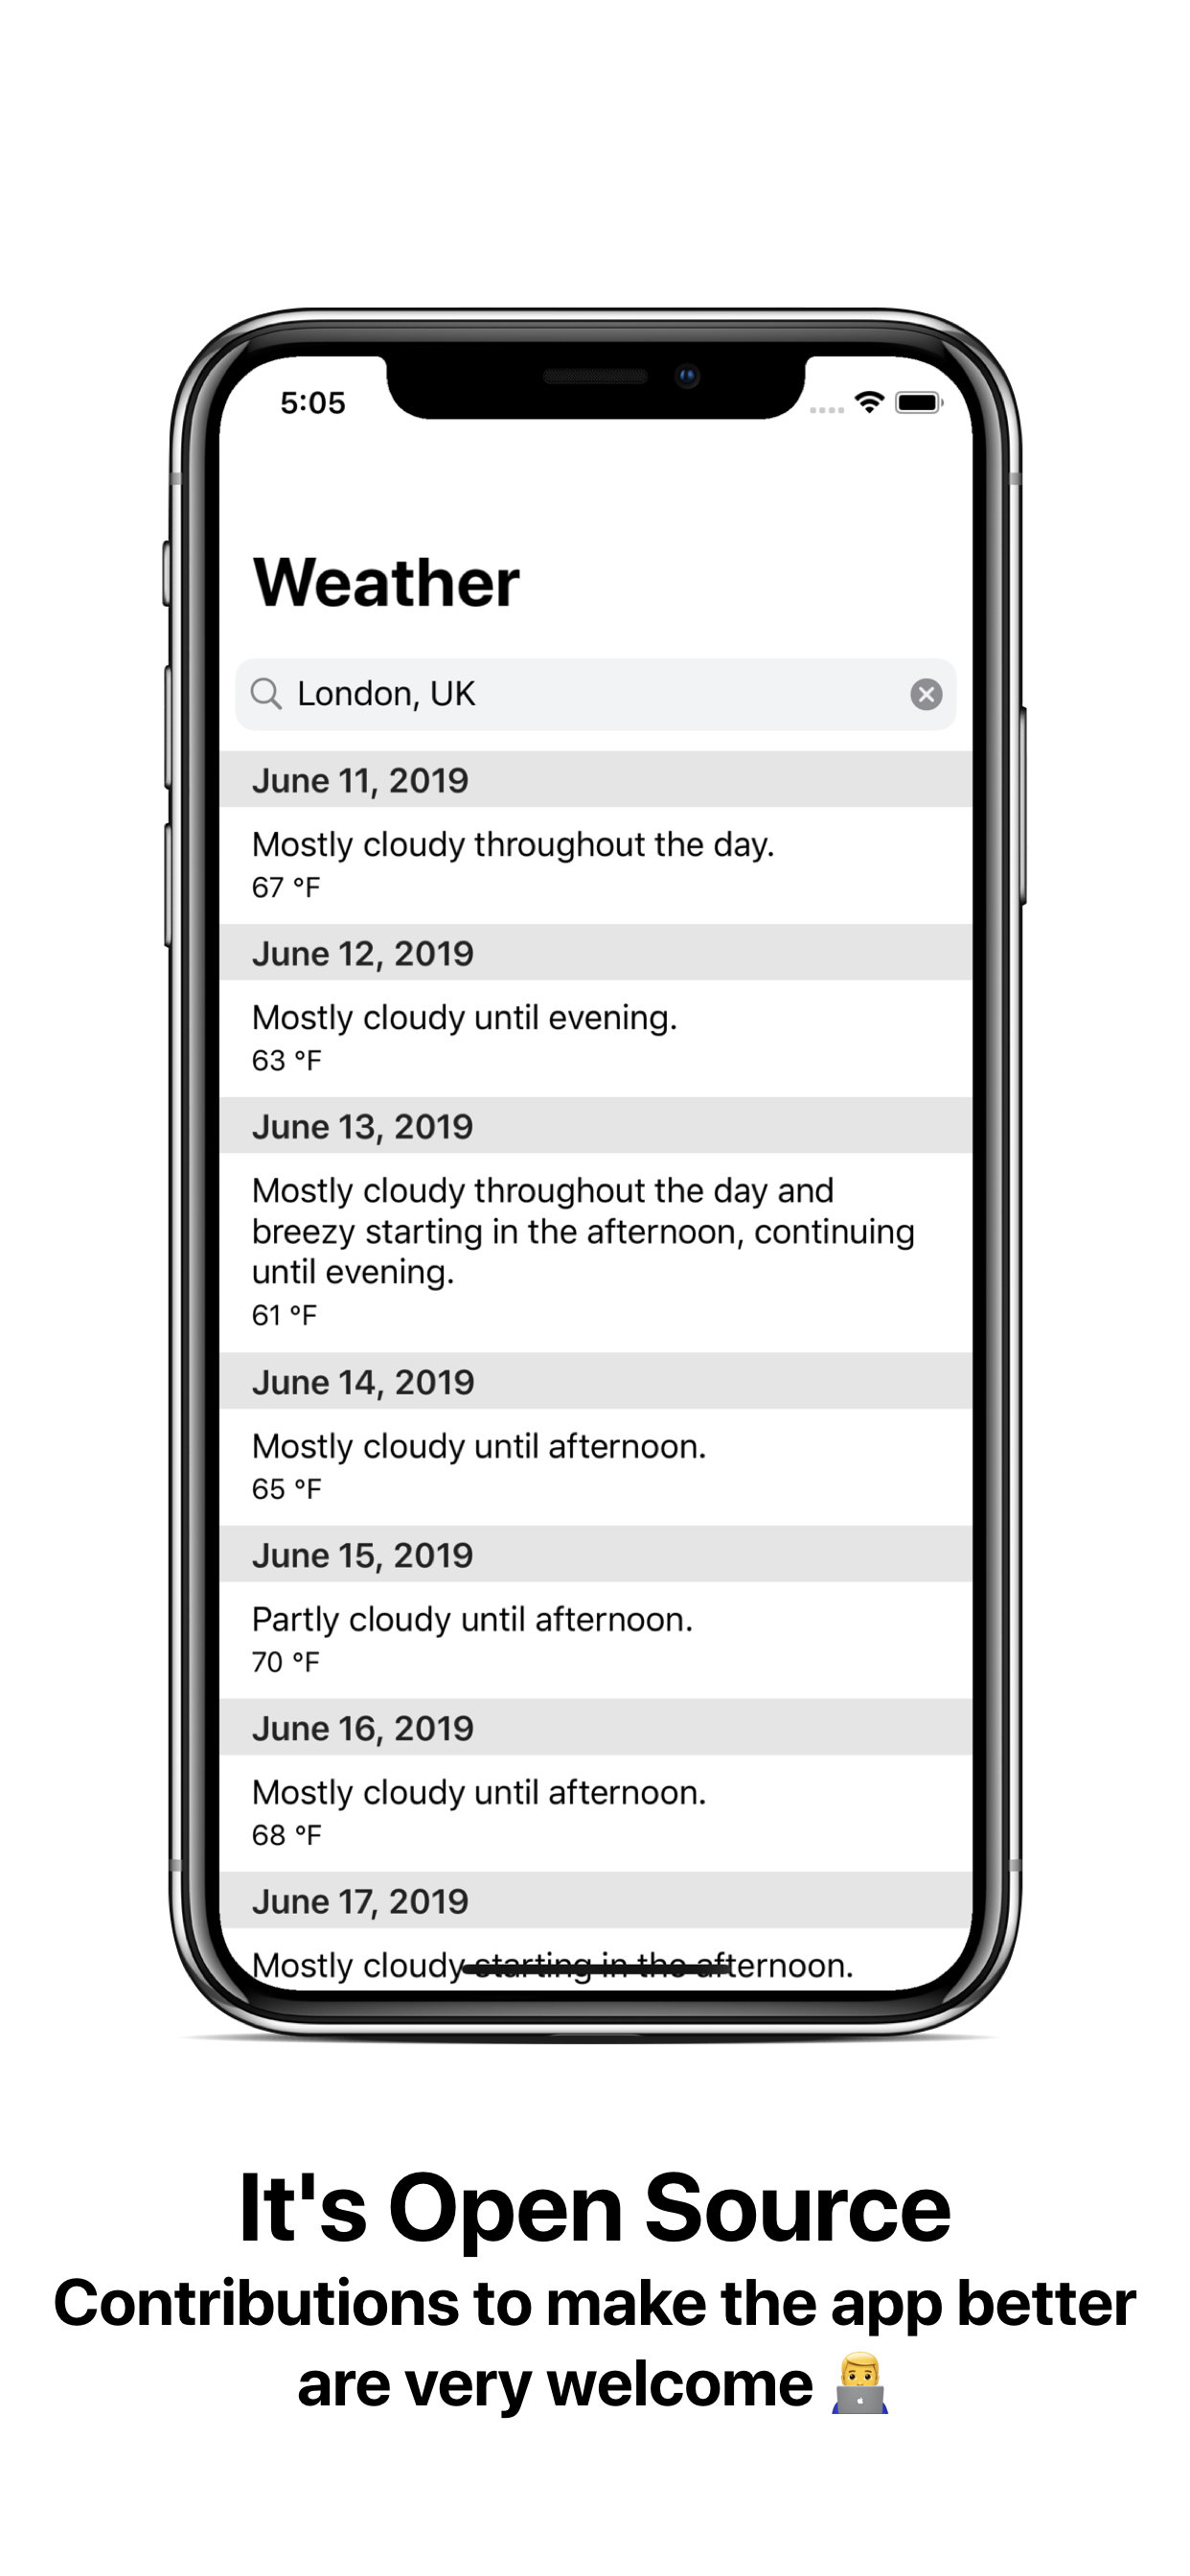 5:05
Weather
London, UK
June 11, 2019
Mostly cloudy throughout the day.
67 °F
June 12, 2019
Mostly cloudy until evening.
63 °F
June 13, 2019
Mostly cloudy throughout the day and
breezy starting in the afternoon, continuing
until evening.
61 °F
June 14, 2019
Mostly cloudy until afternoon.
65 °F
June 15, 2019
Partly cloudy until afternoon.
70 °F
June 16, 2019
Mostly cloudy until afternoon.
68 °F
June 17, 2019
Mostly cloudy starting in the afternoon.
It's Open Source
Contributions to make the app better
are very welcome 👨🏼‍💻